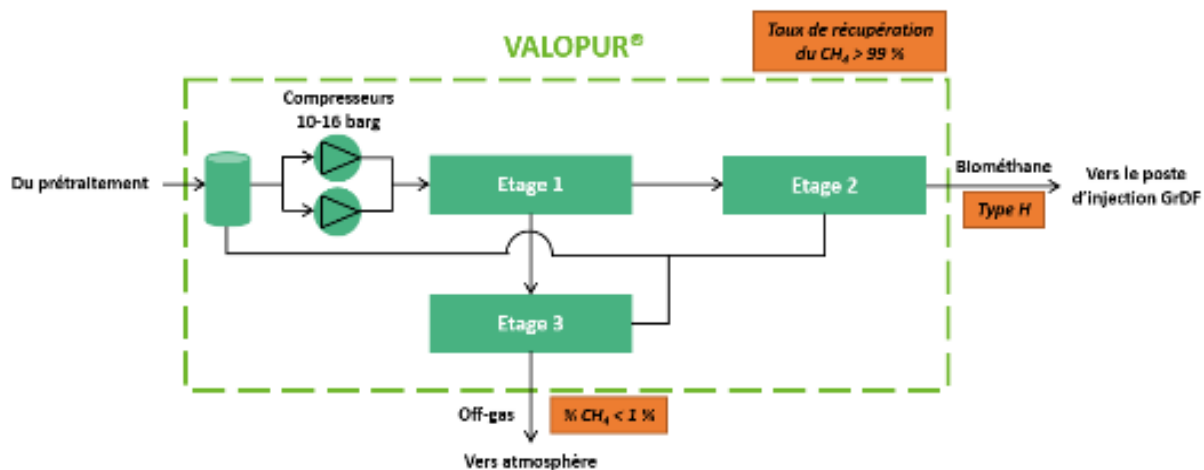 Taux de récupération
du CH₄ > 99 %
VALOPUR®
Compresseurs
10-16 barg
Du prétraitement
Etage 1
Etage 2
Biométhane
Type H
Vers le poste
d'injection GrDF
Etage 3
Off-gas
% CH₄ < 1 %
Vers atmosphère